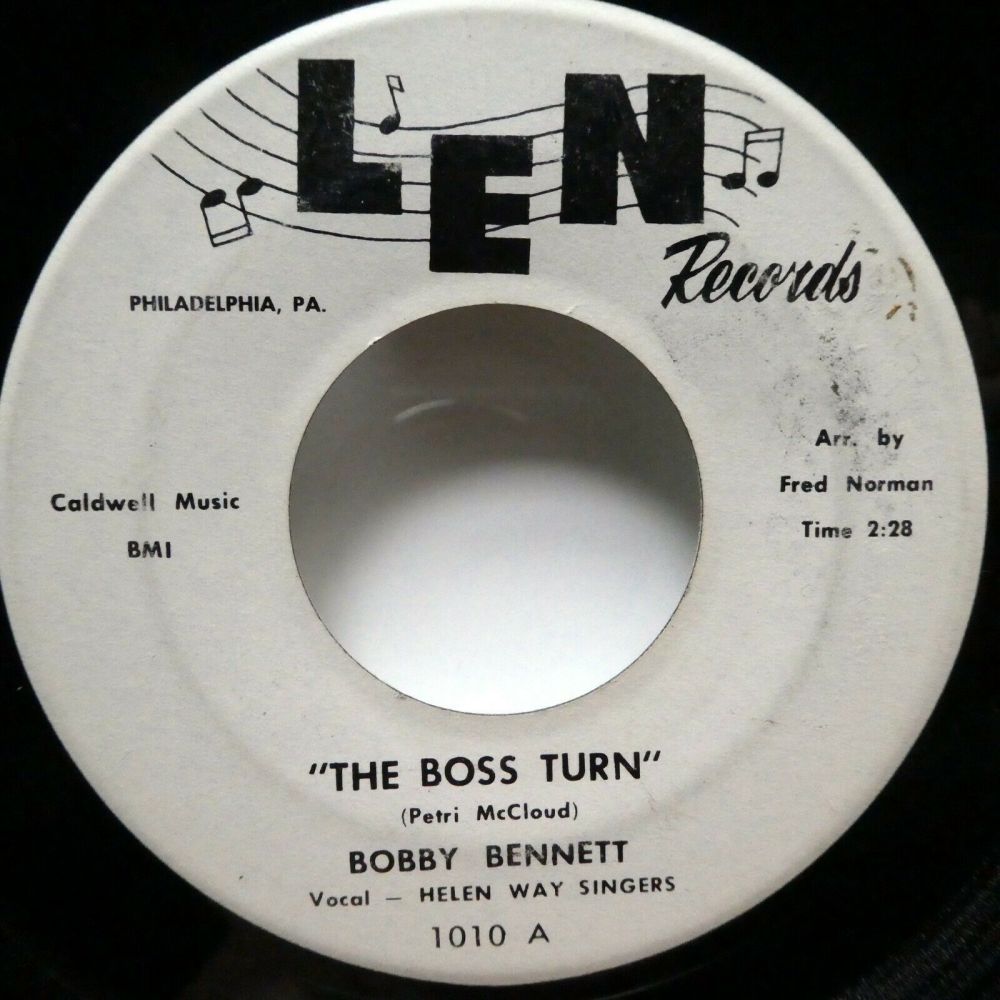 LEN
Records
PHILADELPHIA, PA.
Caldwell Music
BMI
Arr. by
Fred Norman
Time 2:28
"THE BOSS TURN"
(Petri McCloud)
BOBBY BENNETT
Vocal — HELEN WAY SINGERS
1010 A